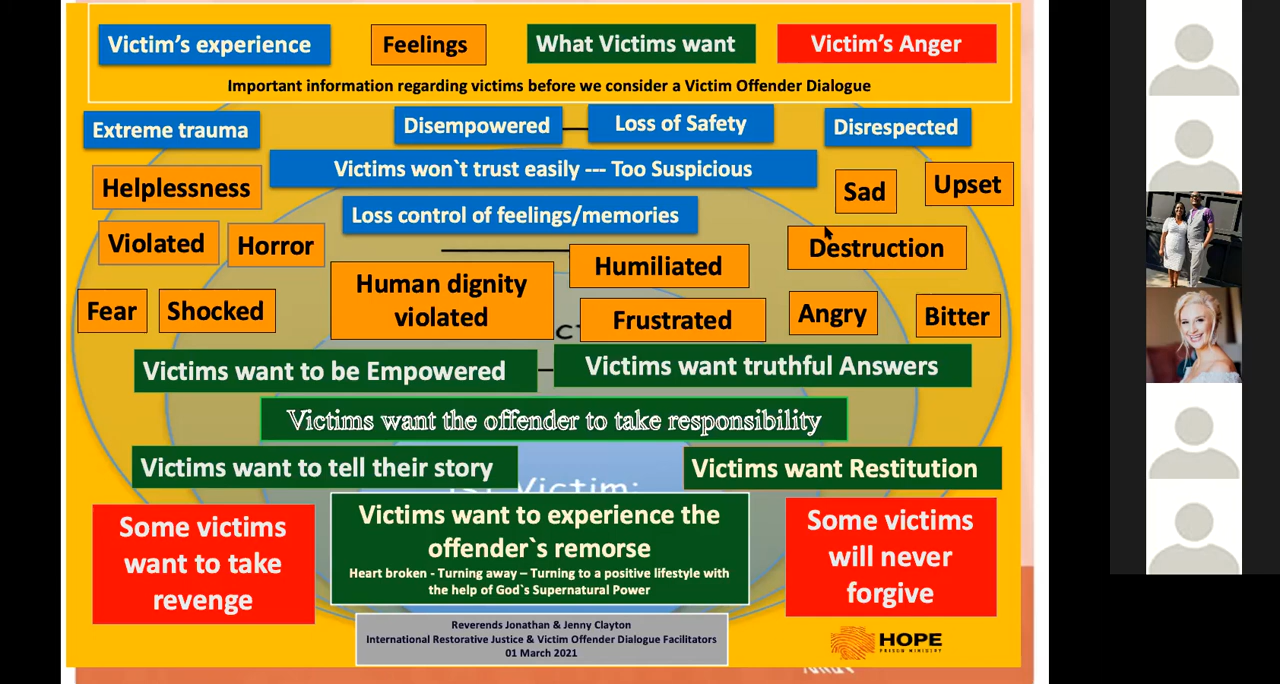 Victim's experience
Feelings
What Victims want
Victim's Anger
Important information regarding victims before we consider a Victim Offender Dialogue
Extreme trauma
Disempowered
Loss of Safety
Disrespected
Victims won`t trust easily --- Too Suspicious
Helplessness
Sad
Upset
Loss control of feelings/memories
Violated
Horror
Humiliated
Destruction
Human dignity
violated
Fear
Shocked
Frustrated
Angry
Bitter
Victims want to be Empowered
Victims want truthful Answers
Victims want the offender to take responsibility
Victims want to tell their story
Victims want Restitution
Victim:
Some victims
want to take
revenge
Victims want to experience the
offender`s remorse
Heart broken - Turning away – Turning to a positive lifestyle with
the help of God`s Supernatural Power
Some victims
will never
forgive
Reverends Jonathan & Jenny Clayton
International Restorative Justice & Victim Offender Dialogue Facilitators
01 March 2021
HOPE
PRISON MINISTRY